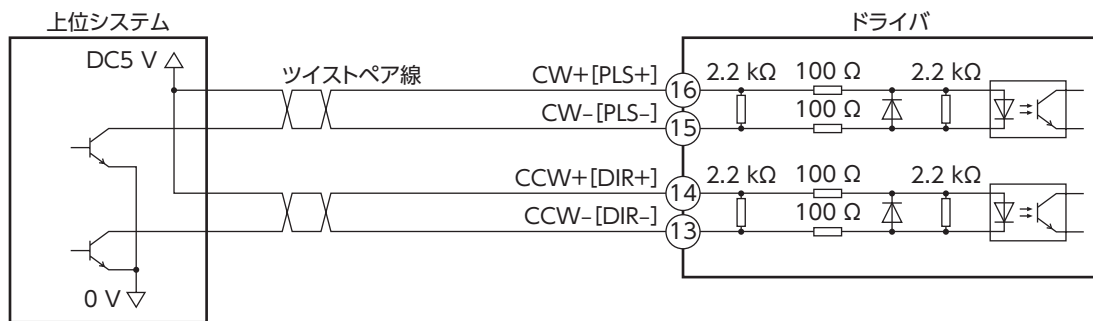 上位システム
ドライバ
DC5 V
ツイストペア線
CW+[PLS+]
16
2.2 kΩ
100 Ω
2.2 kΩ
CW–[PLS–]
15
100 Ω
CCW+[DIR+]
14
2.2 kΩ
100 Ω
2.2 kΩ
CCW–[DIR–]
13
100 Ω
0 V